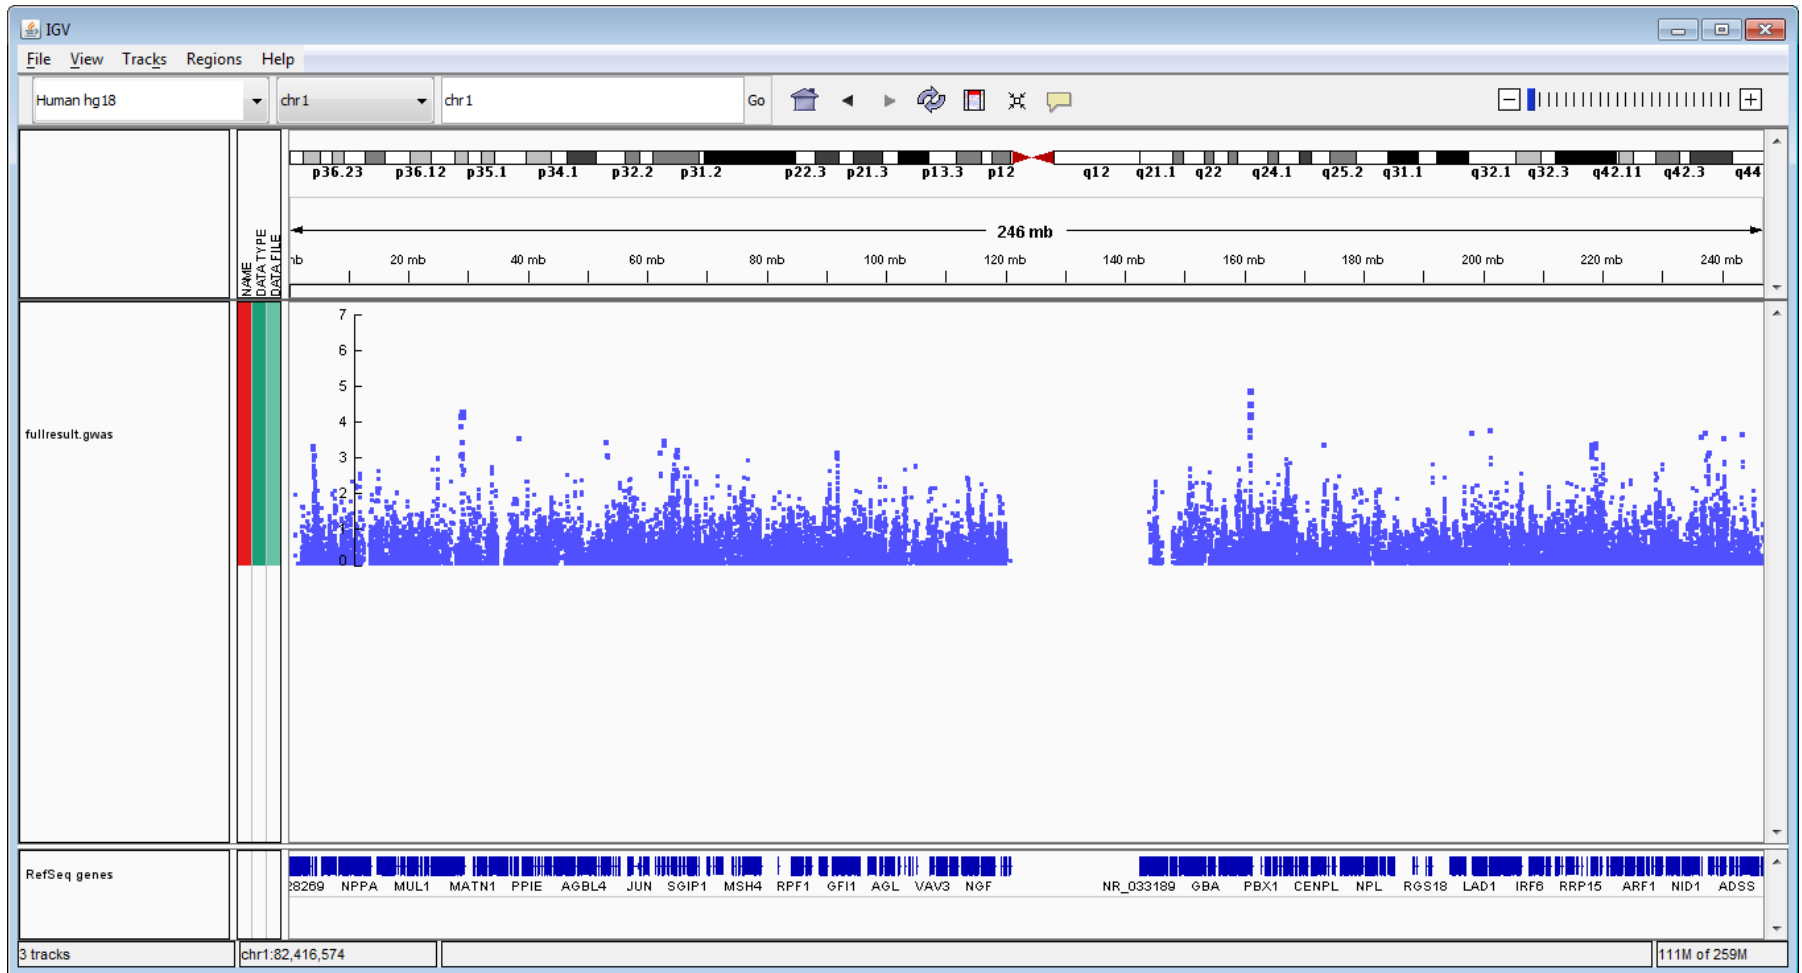 IGV
File View Tracks Regions Help
Human hg18 chr1 chr1 Go
p36.23 p36.12 p35.1 p34.1 p32.2 p31.2 p22.3 p21.3 p13.3 p12 q12 q21.1 q22 q24.1 q25.2 q31.1 q32.1 q32.3 q42.11 q42.3 q44
NAME
DATA TYPE
DATA FILE
246 mb
20 mb 40 mb 60 mb 80 mb 100 mb 120 mb 140 mb 160 mb 180 mb 200 mb 220 mb 240 mb
7
6
5
4
3
2
1
0
fullresult.gwas
RefSeq genes
28269 NPPA MUL1 MATN1 PPIE AGBL4 JUN SGIP1 MSH4 RPF1 GFI1 AGL VAV3 NGF NR_033189 GBA PBX1 CENPL NPL RGS18 LAD1 IRF6 RRP15 ARF1 NID1 ADSS
3 tracks chr1:82,416,574 111M of 259M